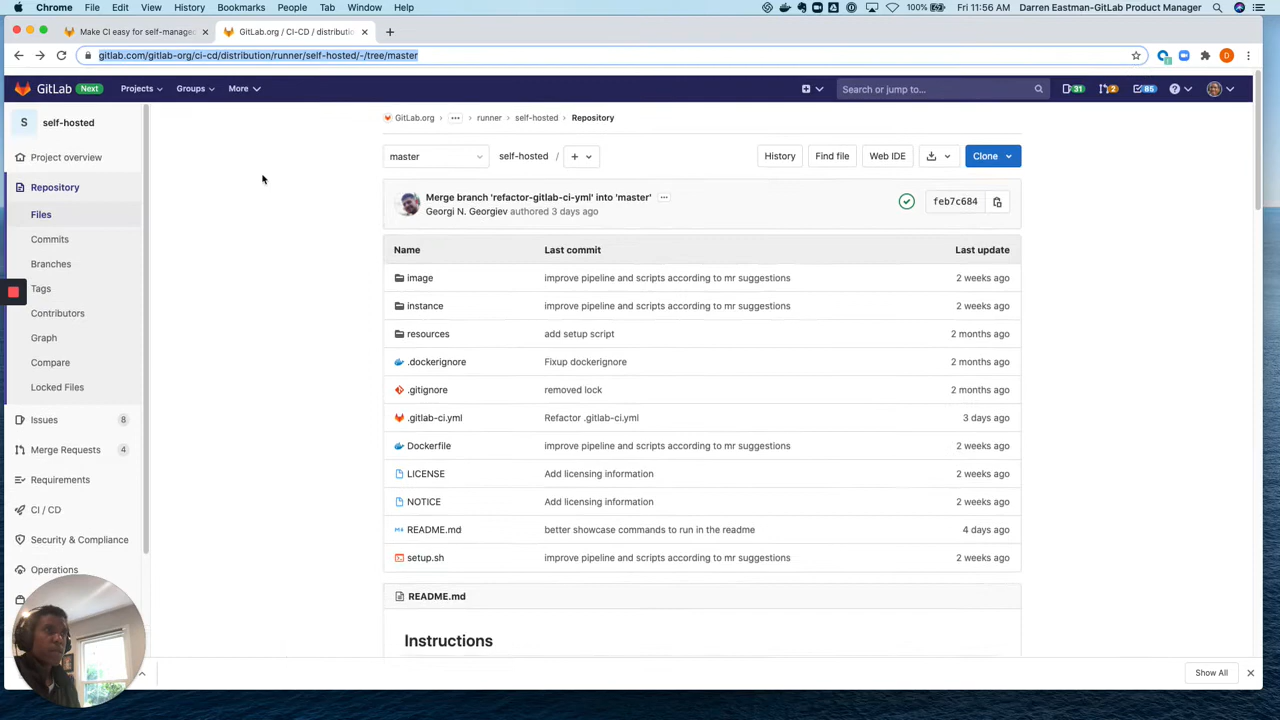 Chrome File Edit View History Bookmarks People Tab Window Help 100% Fri 11:56 AM Darren Eastman-GitLab Product Manager
Make CI easy for self-manage × GitLab.org / CI-CD / distributio × +
gitlab.com/gitlab-org/ci-cd/distribution/runner/self-hosted/-/tree/master D
GitLab Next Projects Groups More Search or jump to... 31 2 85
S self-hosted
GitLab.org › ... › runner › self-hosted › Repository
Project overview
master self-hosted / + History Find file Web IDE Clone
Repository
Files
Commits
Branches
Tags
Contributors
Graph
Compare
Locked Files
Issues 8
Merge Requests 4
Requirements
CI / CD
Security & Compliance
Operations
Merge branch 'refactor-gitlab-ci-yml' into 'master' ...
Georgi N. Georgiev authored 3 days ago feb7c684
Name Last commit Last update
image improve pipeline and scripts according to mr suggestions 2 weeks ago
instance improve pipeline and scripts according to mr suggestions 2 weeks ago
resources add setup script 2 months ago
.dockerignore Fixup dockerignore 2 months ago
.gitignore removed lock 2 months ago
.gitlab-ci.yml Refactor .gitlab-ci.yml 3 days ago
Dockerfile improve pipeline and scripts according to mr suggestions 2 weeks ago
LICENSE Add licensing information 2 weeks ago
NOTICE Add licensing information 2 weeks ago
README.md better showcase commands to run in the readme 4 days ago
setup.sh improve pipeline and scripts according to mr suggestions 2 weeks ago
README.md
Instructions
Show All ×